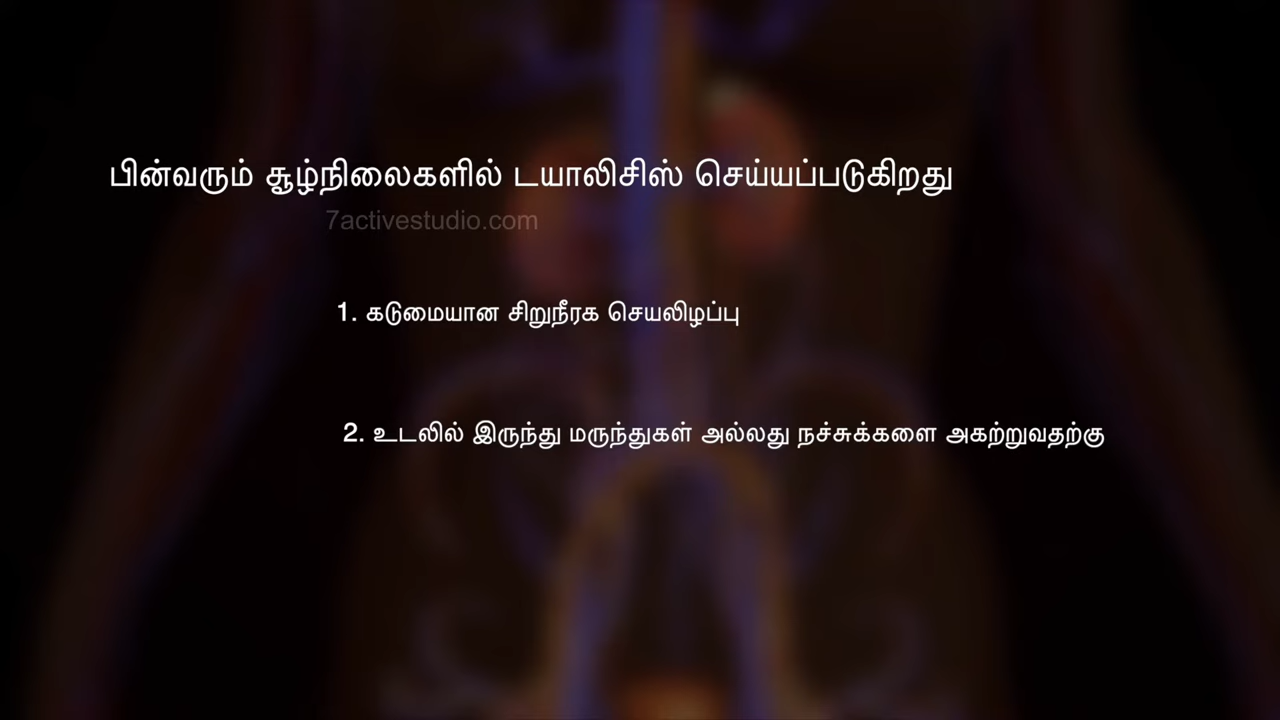 பின்வரும் சூழ்நிலைகளில் டயாலிசிஸ் செய்யப்படுகிறது
7activestudio.com
1. கடுமையான சிறுநீரக செயலிழப்பு
2. உடலில் இருந்து மருந்துகள் அல்லது நச்சுக்களை அகற்றுவதற்கு